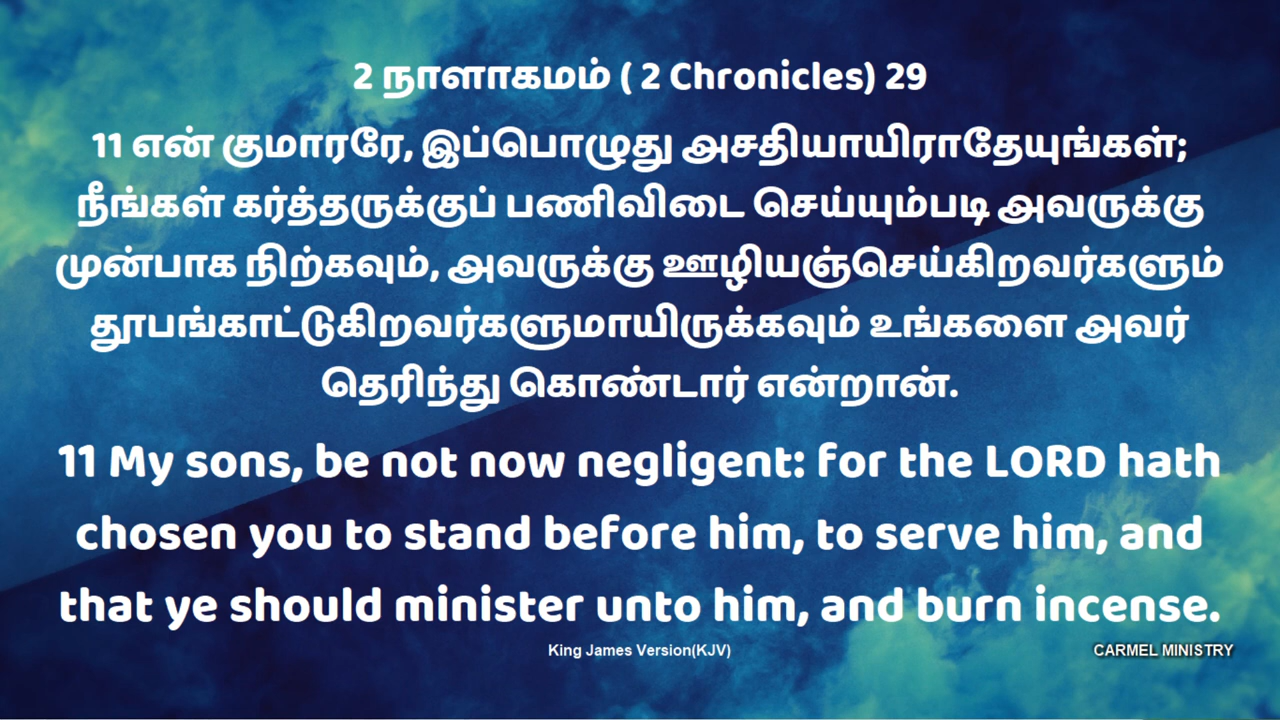 2 நாளாகமம் ( 2 Chronicles) 29
11 என் குமாரரே, இப்பொழுது அசதியாயிராதேயுங்கள்;
நீங்கள் கர்த்தருக்குப் பணிவிடை செய்யும்படி அவருக்கு
முன்பாக நிற்கவும், அவருக்கு ஊழியஞ்செய்கிறவர்களும்
தூபங்காட்டுகிறவர்களுமாயிருக்கவும் உங்களை அவர்
தெரிந்து கொண்டார் என்றான்.
11 My sons, be not now negligent: for the LORD hath
chosen you to stand before him, to serve him, and
that ye should minister unto him, and burn incense.
King James Version(KJV)
CARMEL MINISTRY